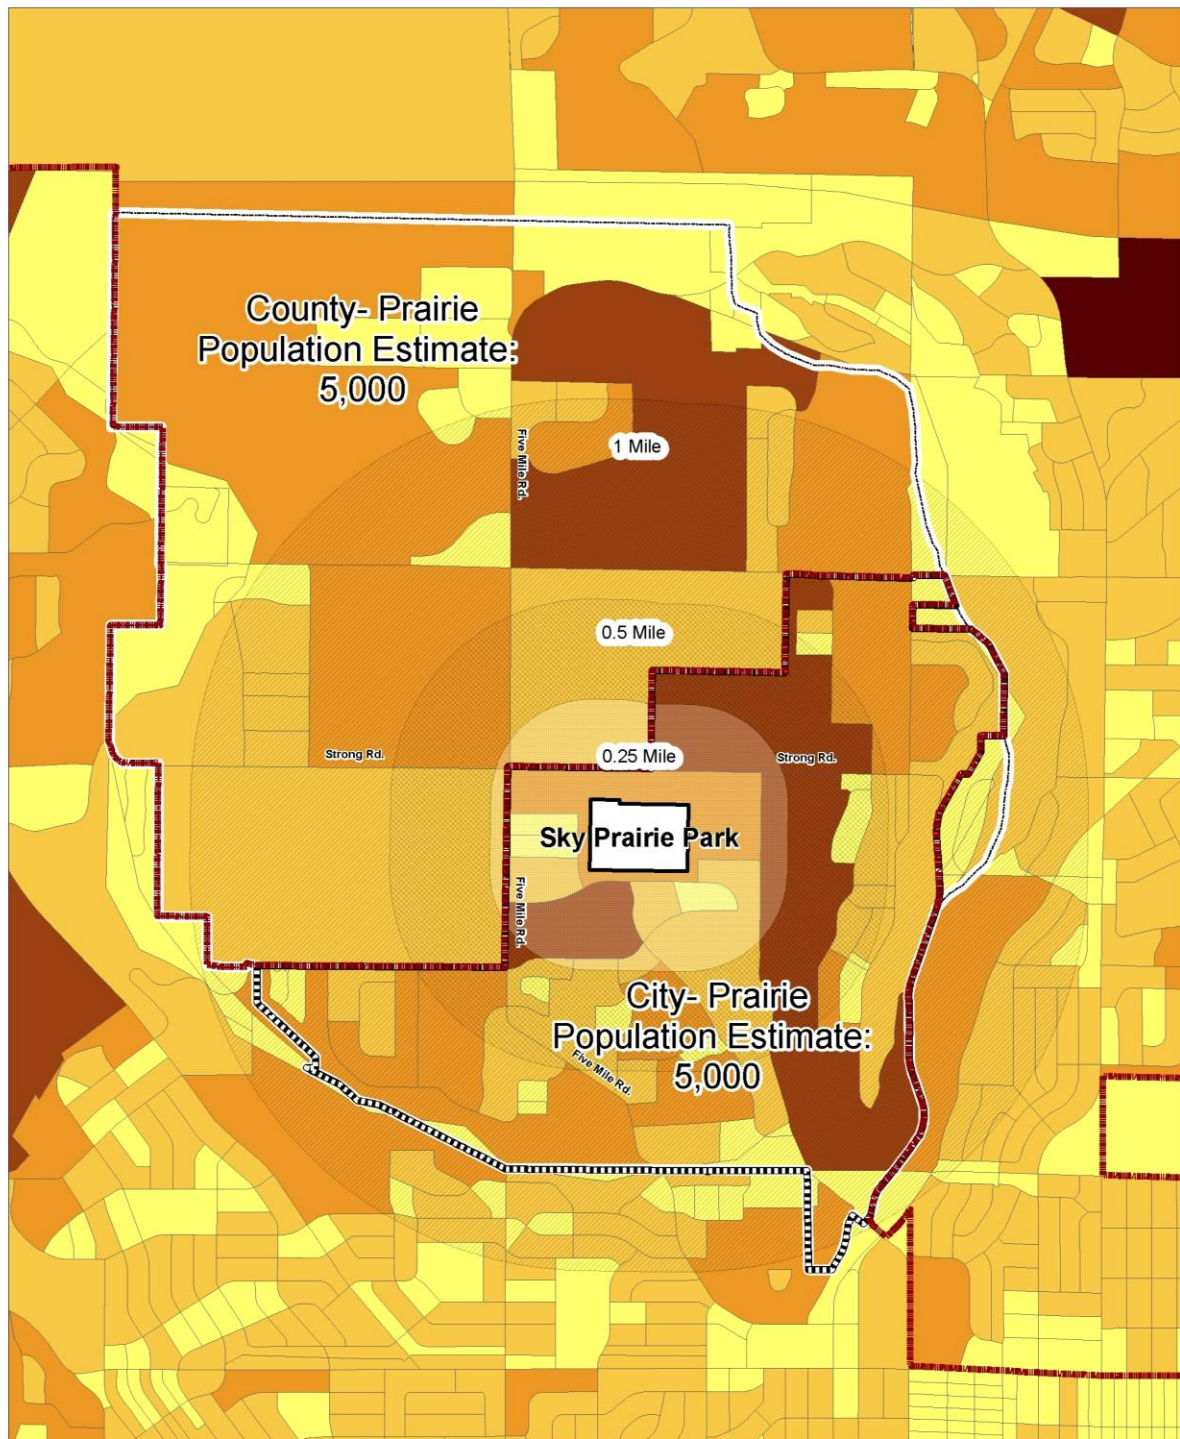 County- Prairie
Population Estimate:
5,000
Five Mile Rd.
1 Mile
0.5 Mile
Strong Rd.
0.25 Mile
Strong Rd.
Sky Prairie Park
Five Mile Rd.
City- Prairie
Population Estimate:
5,000
Five Mile Rd.